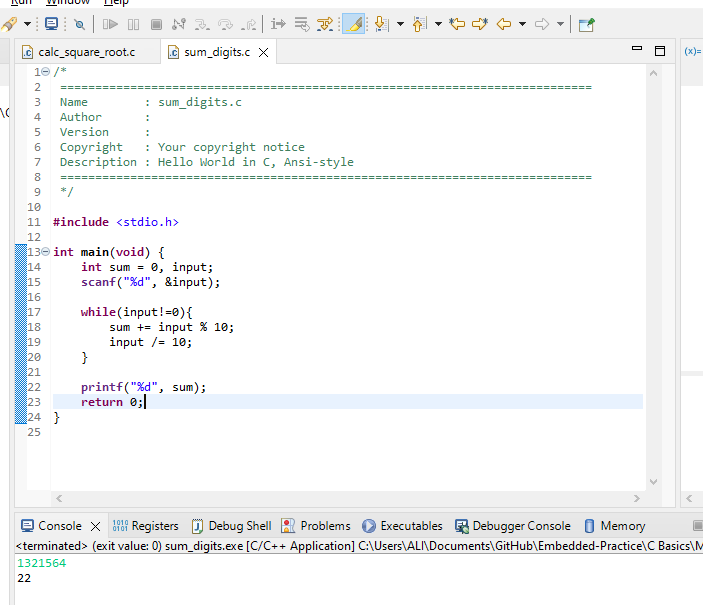 Run Window Help
calc_square_root.c sum_digits.c
(x)=
1 /*
2 ============================================================================
3 Name        : sum_digits.c
4 Author      :
5 Version     :
6 Copyright   : Your copyright notice
7 Description : Hello World in C, Ansi-style
8 ============================================================================
9 */
10
11 #include <stdio.h>
12
13 int main(void) {
14     int sum = 0, input;
15     scanf("%d", &input);
16
17     while(input!=0){
18         sum += input % 10;
19         input /= 10;
20     }
21
22     printf("%d", sum);
23     return 0;
24 }
25
Console Registers Debug Shell Problems Executables Debugger Console Memory
<terminated> (exit value: 0) sum_digits.exe [C/C++ Application] C:\Users\ALI\Documents\GitHub\Embedded-Practice\C Basics\M
1321564
22